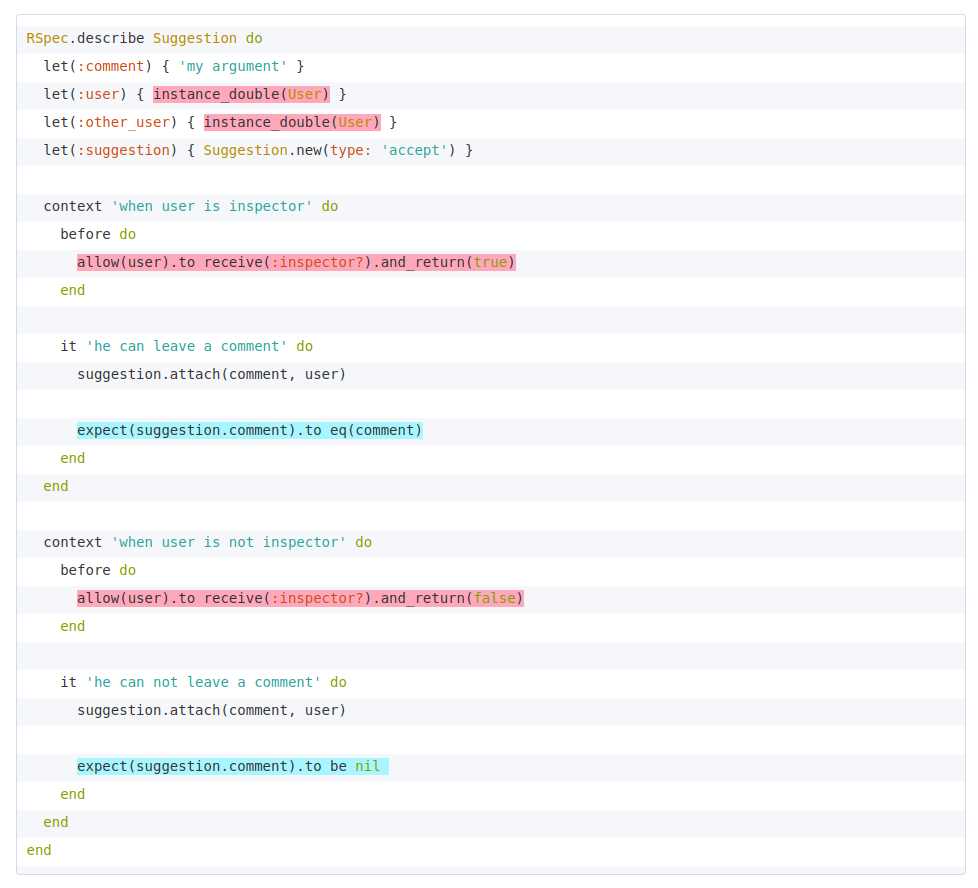 RSpec.describe Suggestion do
  let(:comment) { 'my argument' }
  let(:user) { instance_double(User) }
  let(:other_user) { instance_double(User) }
  let(:suggestion) { Suggestion.new(type: 'accept') }

  context 'when user is inspector' do
    before do
      allow(user).to receive(:inspector?).and_return(true)
    end

    it 'he can leave a comment' do
      suggestion.attach(comment, user)

      expect(suggestion.comment).to eq(comment)
    end
  end

  context 'when user is not inspector' do
    before do
      allow(user).to receive(:inspector?).and_return(false)
    end

    it 'he can not leave a comment' do
      suggestion.attach(comment, user)

      expect(suggestion.comment).to be nil
    end
  end
end